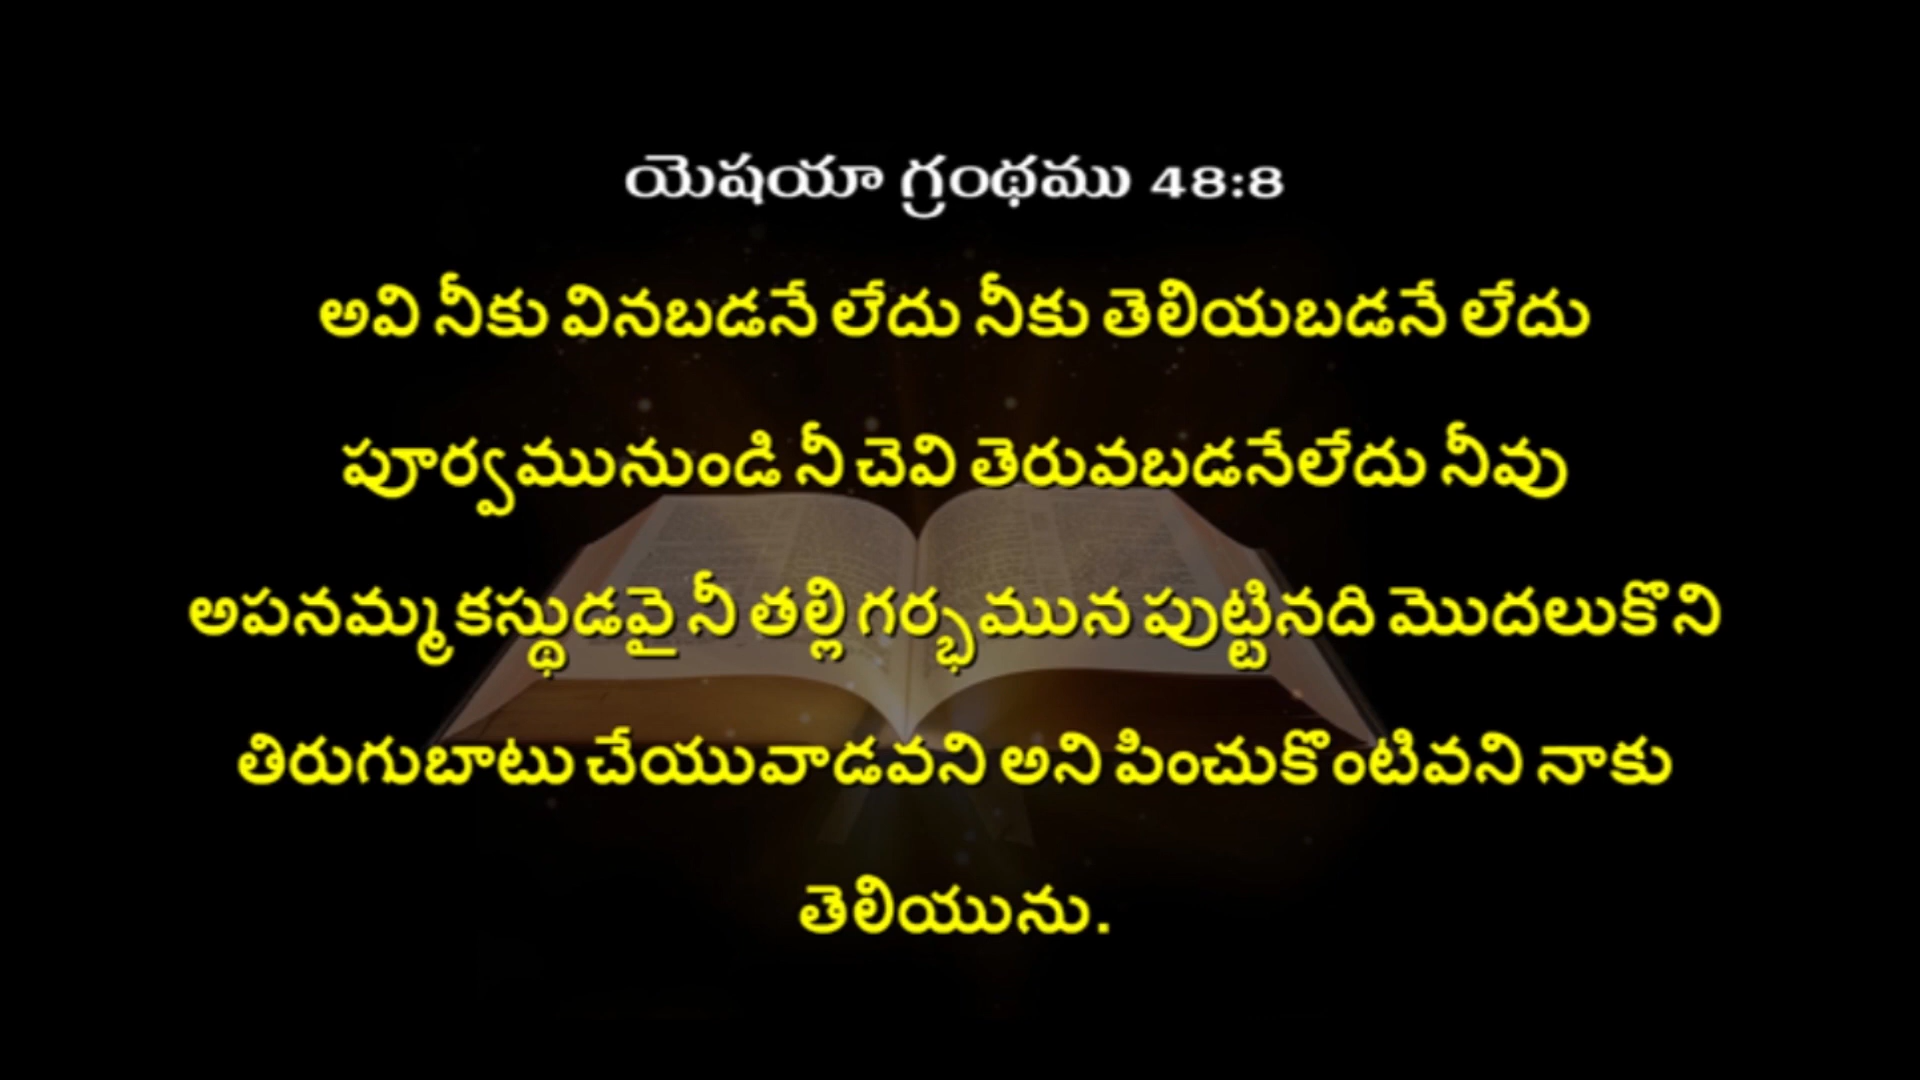 యెషయా గ్రంథము 48:8
అవి నీకు వినబడనే లేదు నీకు తెలియబడనే లేదు
పూర్వమునుండి నీ చెవి తెరువబడనేలేదు నీవు
అపనమ్మకస్థుడవై నీ తల్లి గర్భమున పుట్టినది మొదలుకొని
తిరుగుబాటు చేయువాడవని అని పించుకొంటివని నాకు
తెలియును.